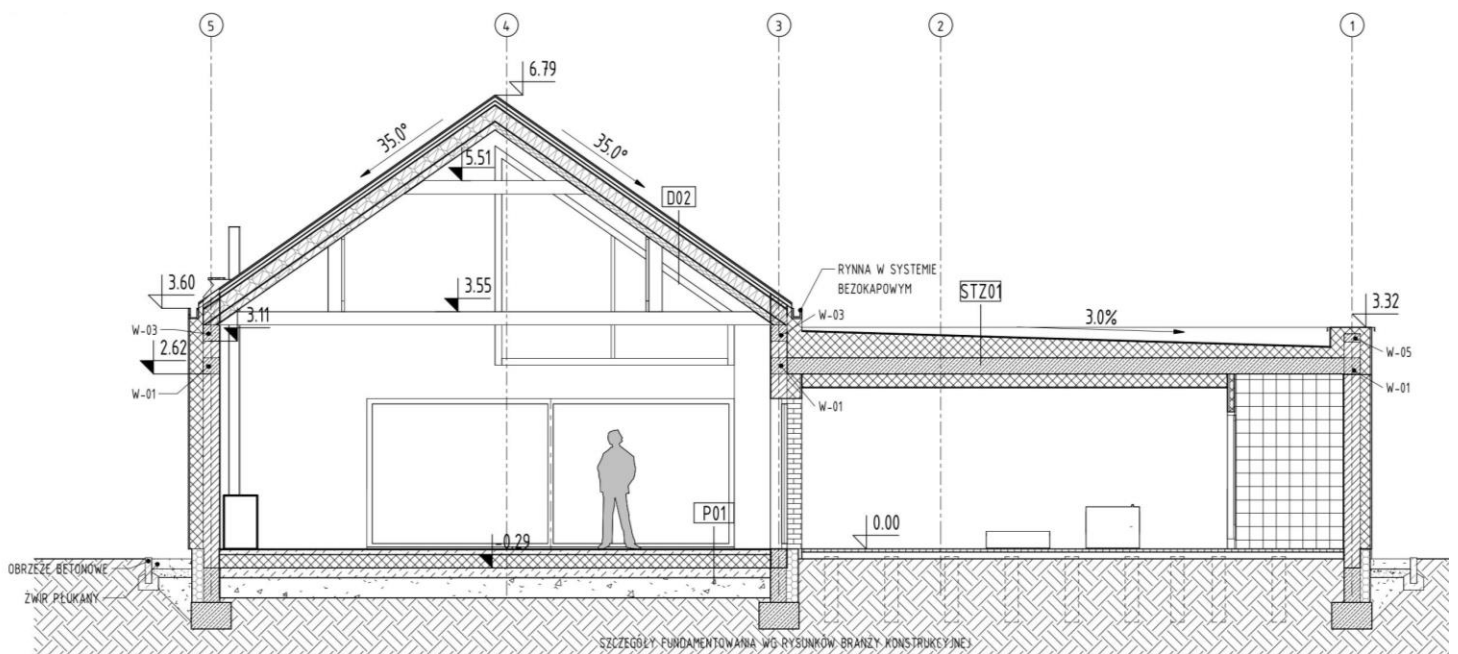 5
4
3
2
1
6.79
35.0°
35.0°
5.51
D02
3.60
3.55
RYNNA W SYSTEMIE
BEZOKAPOWYM
STZ01
3.0%
3.32
W-03
3.11
W-03
W-05
2.62
W-01
W-01
W-01
P01
-0.29
0.00
OBRZEŻE BETONOWE
ŻWIR PŁUKANY
SZCZEGÓŁY FUNDAMENTOWANIA WG RYSUNKÓW BRANŻY KONSTRUKCYJNEJ